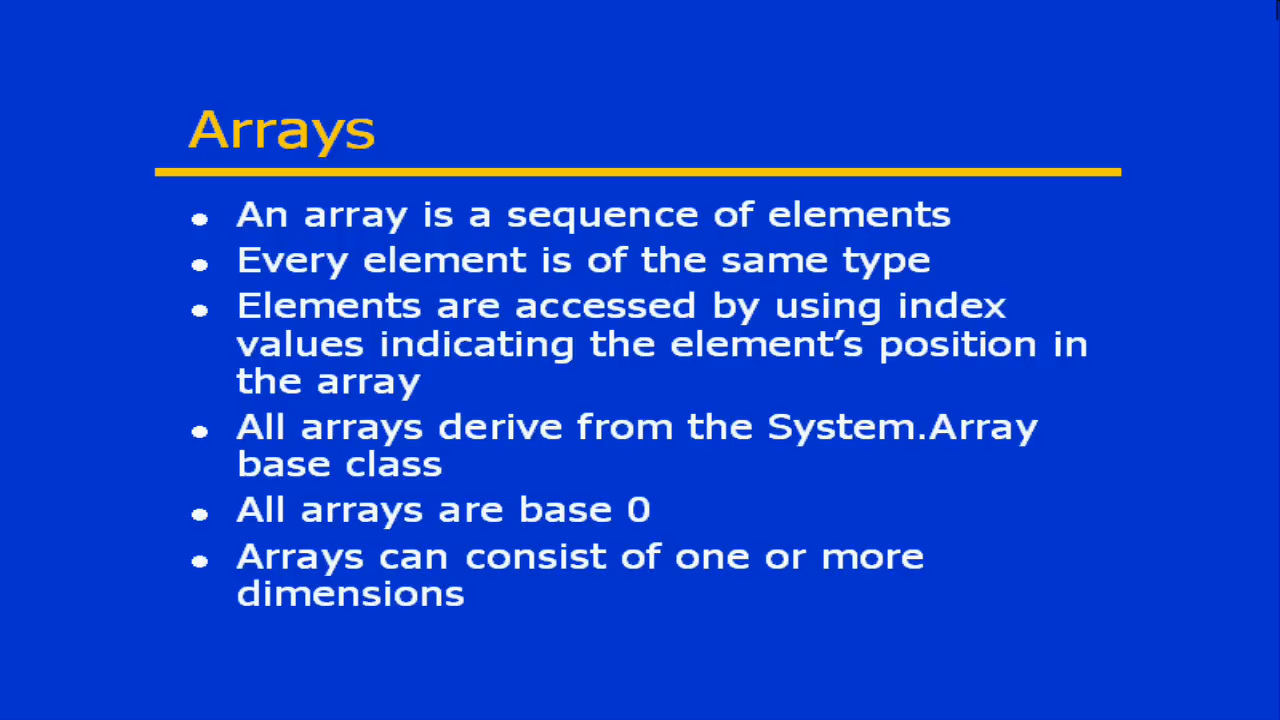 Arrays
• An array is a sequence of elements
• Every element is of the same type
• Elements are accessed by using index
values indicating the element's position in
the array
• All arrays derive from the System.Array
base class
• All arrays are base 0
• Arrays can consist of one or more
dimensions